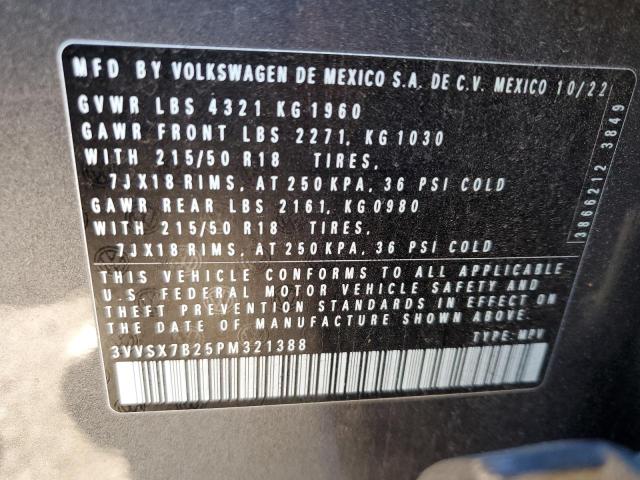 MFD BY VOLKSWAGEN DE MEXICO S.A. DE C.V. MEXICO 10/22
GVWR LBS 4321 KG 1960
GAWR FRONT LBS 2271, KG 1030
WITH 215/50 R18 TIRES,
7JX18 RIMS, AT 250 KPA, 36 PSI COLD
GAWR REAR LBS 2161, KG 0980
WITH 215/50 R18 TIRES,
7JX18 RIMS, AT 250 KPA, 36 PSI COLD
THIS VEHICLE CONFORMS TO ALL APPLICABLE
U.S. FEDERAL MOTOR VEHICLE SAFETY AND
THEFT PREVENTION STANDARDS IN EFFECT ON
THE DATE OF MANUFACTURE SHOWN ABOVE.
3VVSX7B25PM321388 TYPE: MPV
3866212 3849